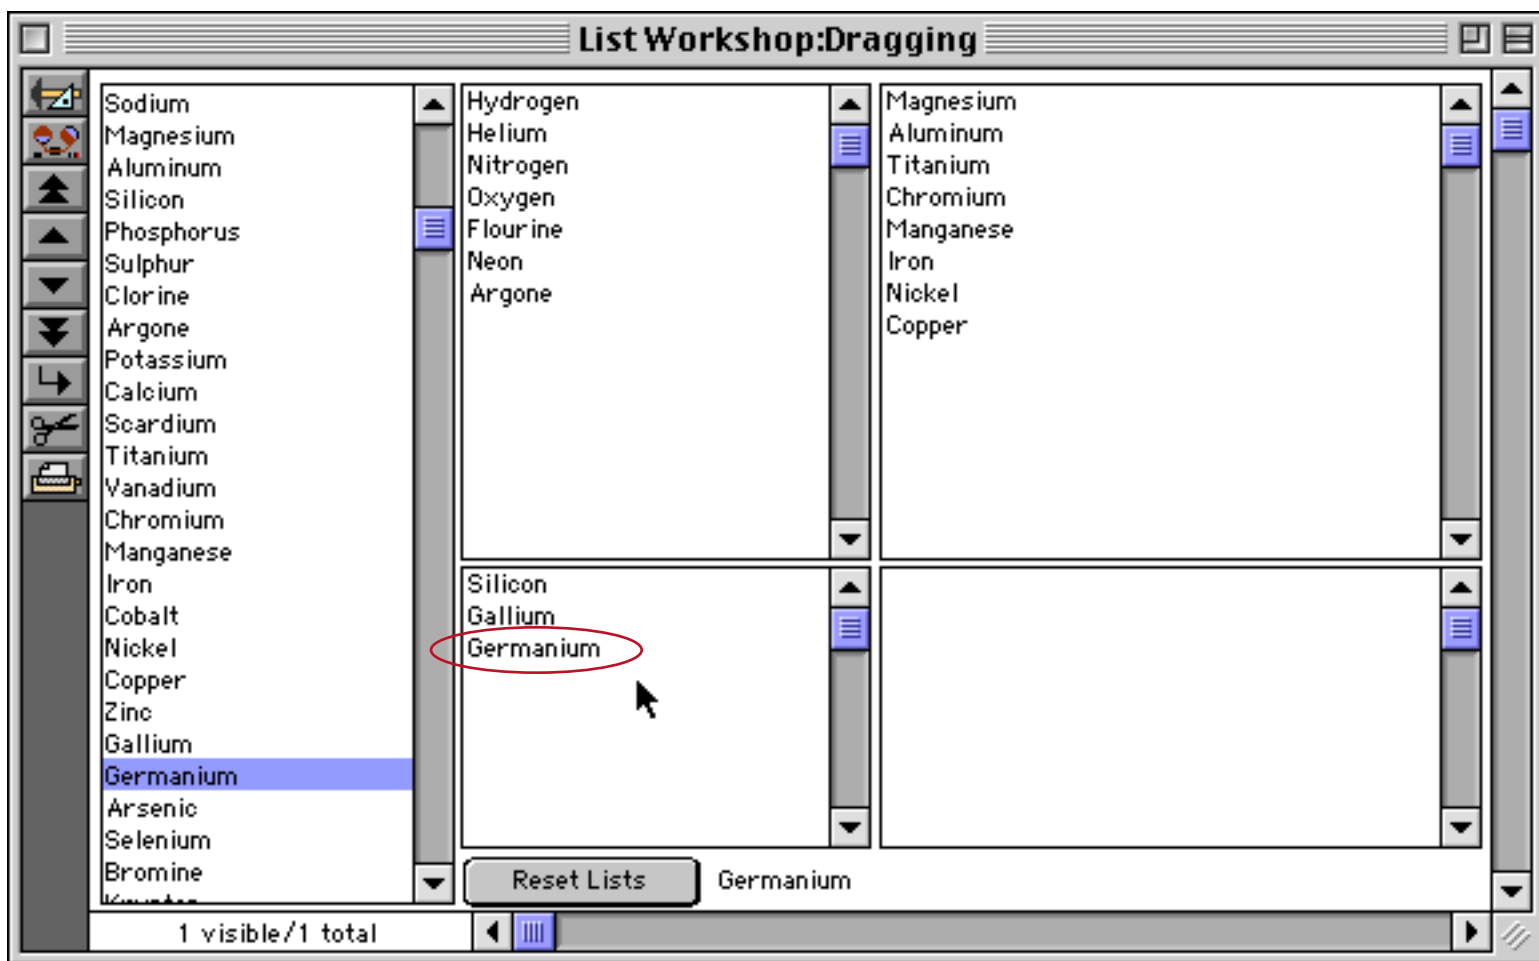 List Workshop:Dragging
Sodium
Magnesium
Aluminum
Silicon
Phosphorus
Sulphur
Clorine
Argone
Potassium
Calcium
Scardium
Titanium
Vanadium
Chromium
Manganese
Iron
Cobalt
Nickel
Copper
Zinc
Gallium
Germanium
Arsenic
Selenium
Bromine
Hydrogen
Helium
Nitrogen
Oxygen
Flourine
Neon
Argone
Magnesium
Aluminum
Titanium
Chromium
Manganese
Iron
Nickel
Copper
Silicon
Gallium
Germanium
Reset Lists
Germanium
1 visible/1 total